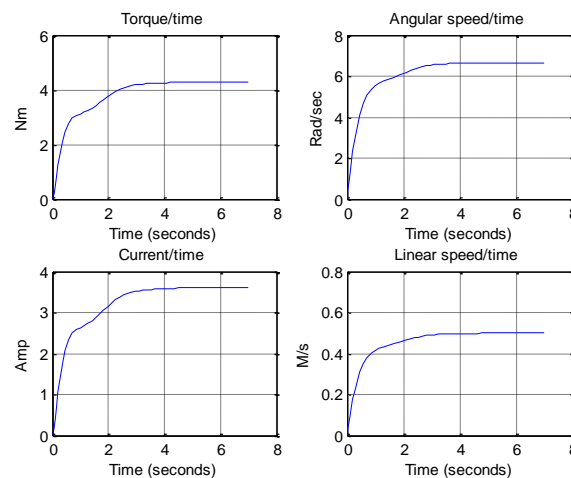 Torque/time
6
4
2
0
Nm
0 2 4 6 8
Time (seconds)
Angular speed/time
8
6
4
2
0
Rad/sec
0 2 4 6 8
Time (seconds)
Current/time
4
3
2
1
0
Amp
0 2 4 6 8
Time (seconds)
Linear speed/time
0.8
0.6
0.4
0.2
0
M/s
0 2 4 6 8
Time (seconds)